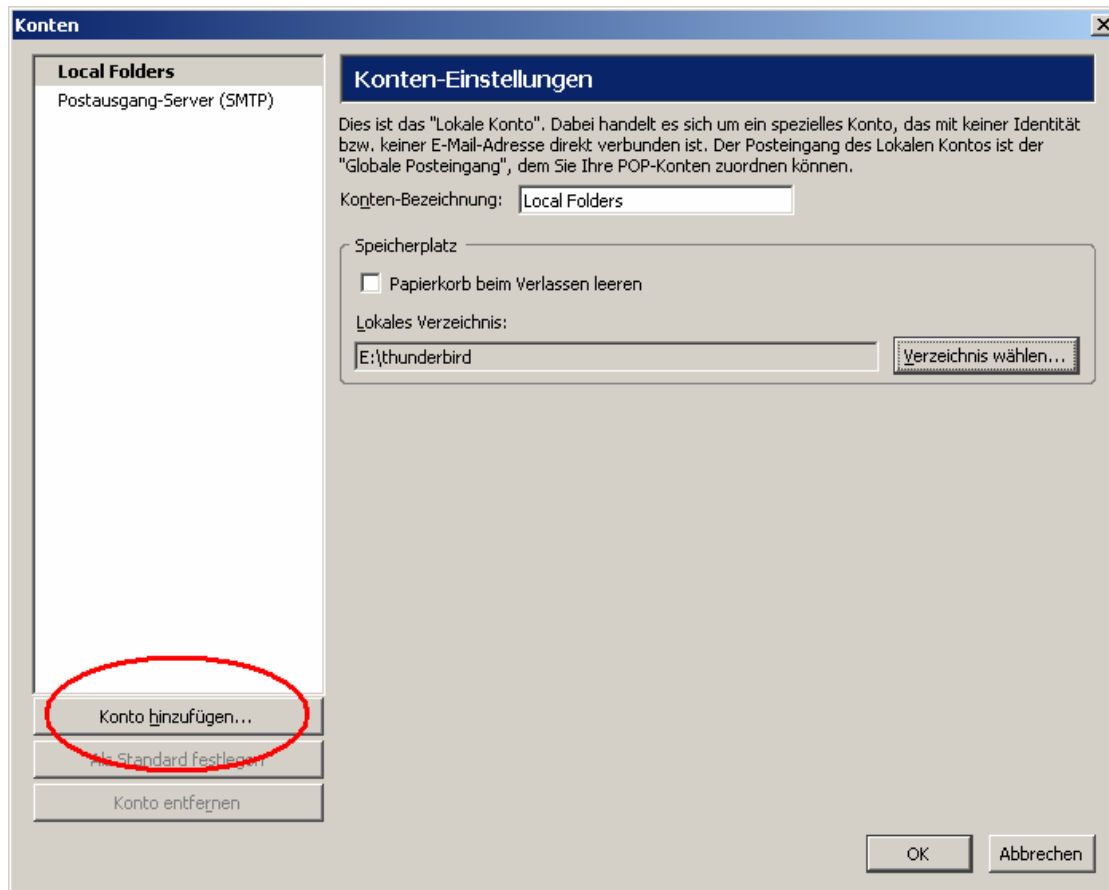 Konten
Local Folders
Postausgang-Server (SMTP)
Konten-Einstellungen
Dies ist das "Lokale Konto". Dabei handelt es sich um ein spezielles Konto, das mit keiner Identität
bzw. keiner E-Mail-Adresse direkt verbunden ist. Der Posteingang des Lokalen Kontos ist der
"Globale Posteingang", dem Sie Ihre POP-Konten zuordnen können.
Konten-Bezeichnung: Local Folders
Speicherplatz
Papierkorb beim Verlassen leeren
Lokales Verzeichnis:
E:\thunderbird Verzeichnis wählen...
Konto hinzufügen...
Als Standard festlegen
Konto entfernen
OK Abbrechen